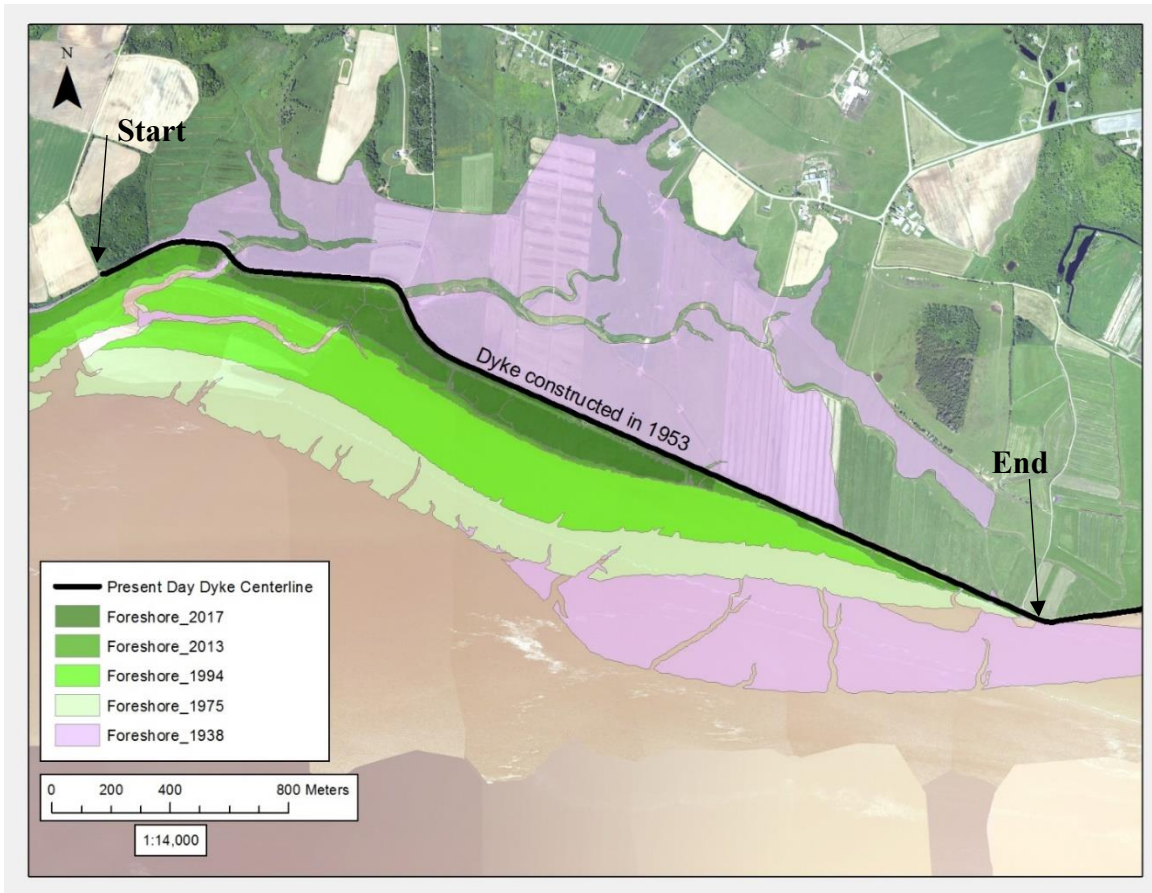 N
Start
Dyke constructed in 1953
End
Present Day Dyke Centerline
Foreshore_2017
Foreshore_2013
Foreshore_1994
Foreshore_1975
Foreshore_1938
0 200 400 800 Meters
1:14,000